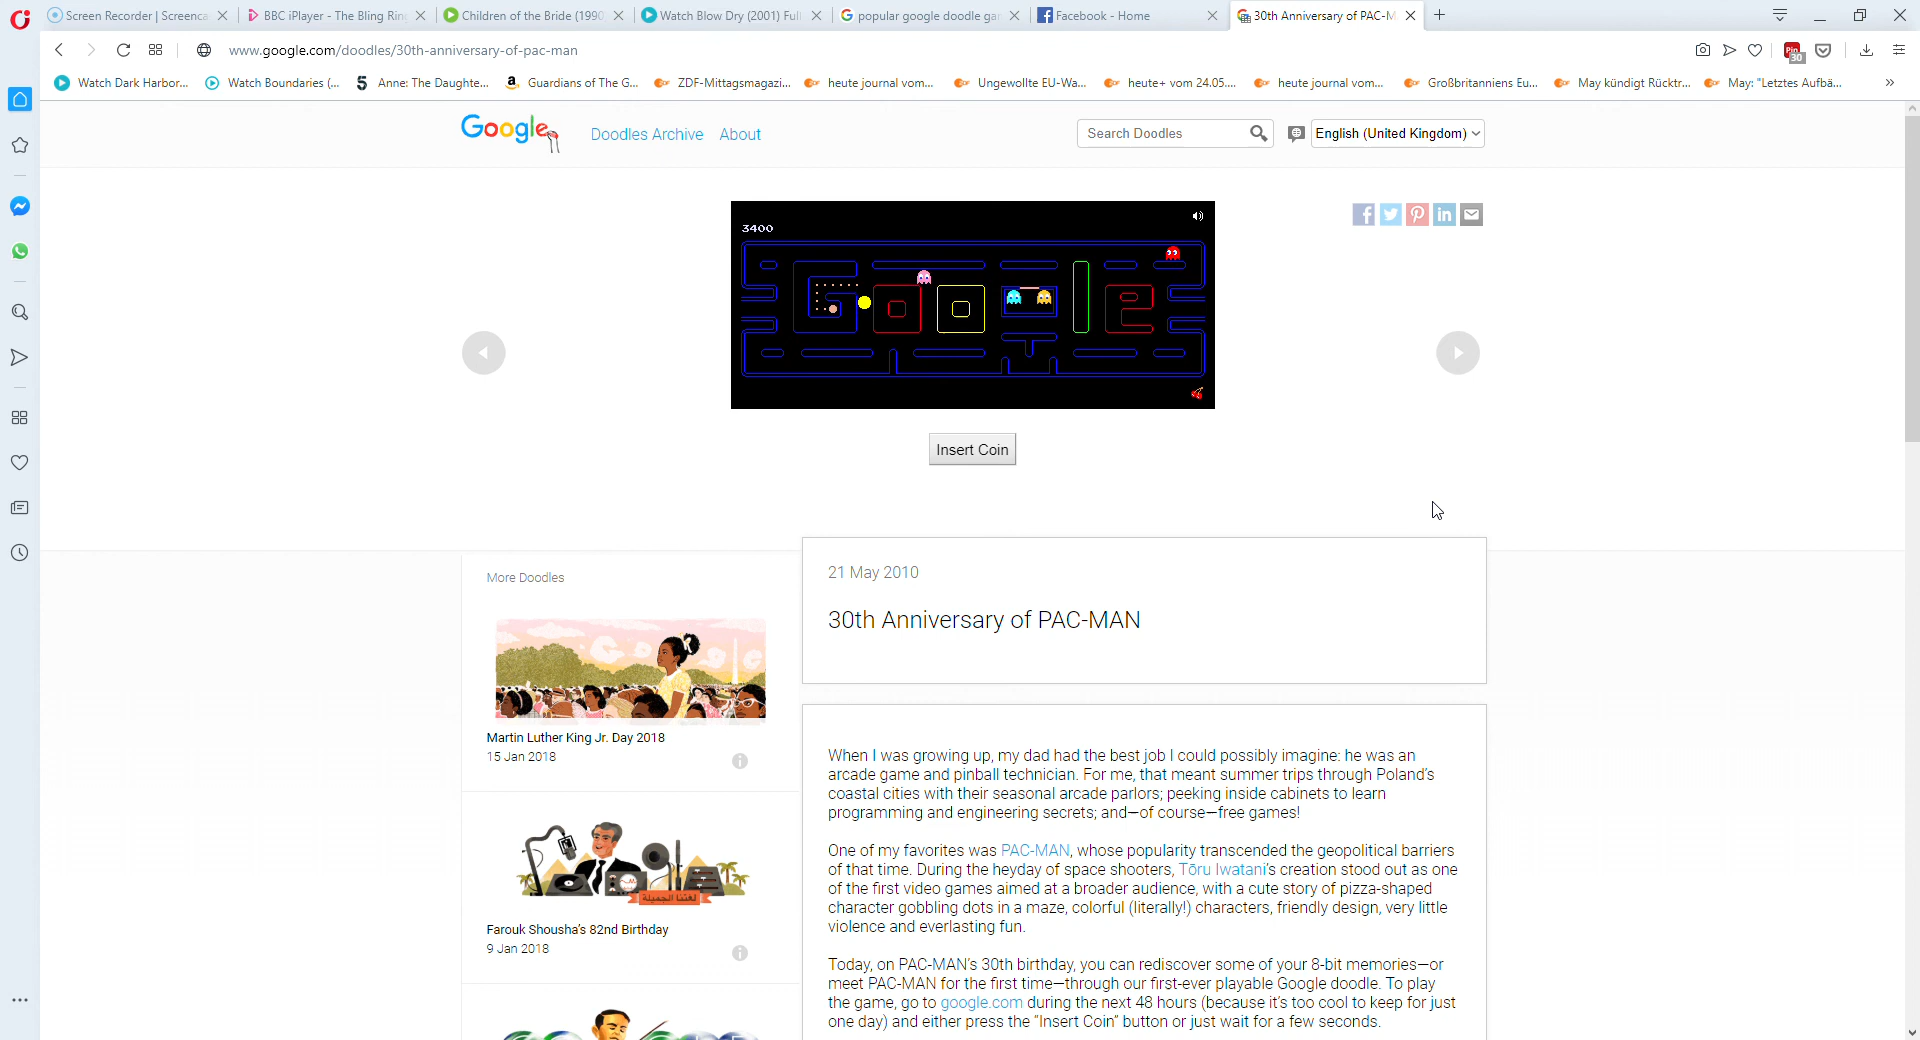 Screen Recorder | Screenca
BBC iPlayer - The Bling Rin
Children of the Bride (1990
Watch Blow Dry (2001) Full
popular google doodle gar
Facebook - Home
30th Anniversary of PAC-M
www.google.com/doodles/30th-anniversary-of-pac-man
30
Watch Dark Harbor...
Watch Boundaries (...
Anne: The Daughte...
Guardians of The G...
ZDF-Mittagsmagazi...
heute journal vom...
Ungewollte EU-Wa...
heute+ vom 24.05....
heute journal vom...
Großbritanniens Eu...
May kündigt Rücktr...
May: "Letztes Aufbä...
Google
Doodles Archive
About
Search Doodles
English (United Kingdom)
3400
Insert Coin
More Doodles
21 May 2010
30th Anniversary of PAC-MAN
Martin Luther King Jr. Day 2018
15 Jan 2018
لغتنا الجميلة
Farouk Shousha's 82nd Birthday
9 Jan 2018
When I was growing up, my dad had the best job I could possibly imagine: he was an
arcade game and pinball technician. For me, that meant summer trips through Poland's
coastal cities with their seasonal arcade parlors; peeking inside cabinets to learn
programming and engineering secrets; and—of course—free games!
One of my favorites was PAC-MAN, whose popularity transcended the geopolitical barriers
of that time. During the heyday of space shooters, Tōru Iwatani's creation stood out as one
of the first video games aimed at a broader audience, with a cute story of pizza-shaped
character gobbling dots in a maze, colorful (literally!) characters, friendly design, very little
violence and everlasting fun.
Today, on PAC-MAN's 30th birthday, you can rediscover some of your 8-bit memories—or
meet PAC-MAN for the first time—through our first-ever playable Google doodle. To play
the game, go to google.com during the next 48 hours (because it's too cool to keep for just
one day) and either press the "Insert Coin" button or just wait for a few seconds.